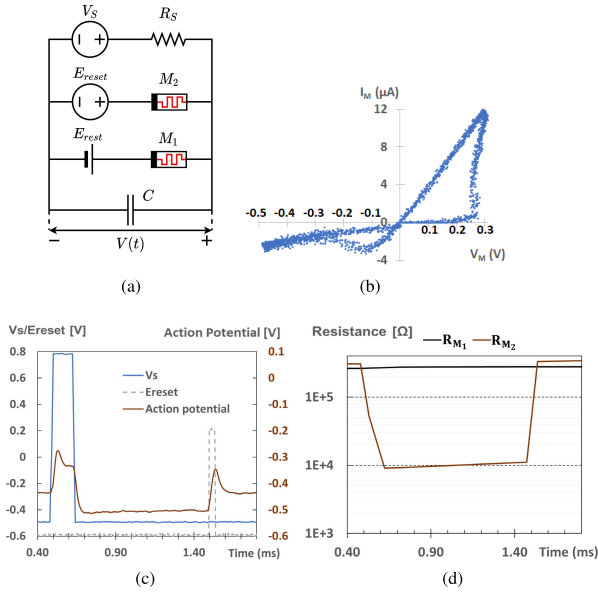 V_S R_S
E_reset M_2
E_rest M_1
C
− V(t) +
(a)
I_M (µA)
12
8
4
0
-4
-0.5 -0.4 -0.3 -0.2 -0.1 0.1 0.2 0.3
V_M (V)
(b)
Vs/Ereset [V] Action Potential [V]
0.8 0.1
0.6 0
0.4 -0.1
0.2 -0.2
0 -0.3
-0.2 -0.4
-0.4 -0.5
-0.6 -0.6
Vs
Ereset
Action potential
0.40 0.90 1.40 Time (ms)
(c)
Resistance [Ω] R_M1 R_M2
1E+5
1E+4
1E+3
0.40 0.90 1.40 Time (ms)
(d)